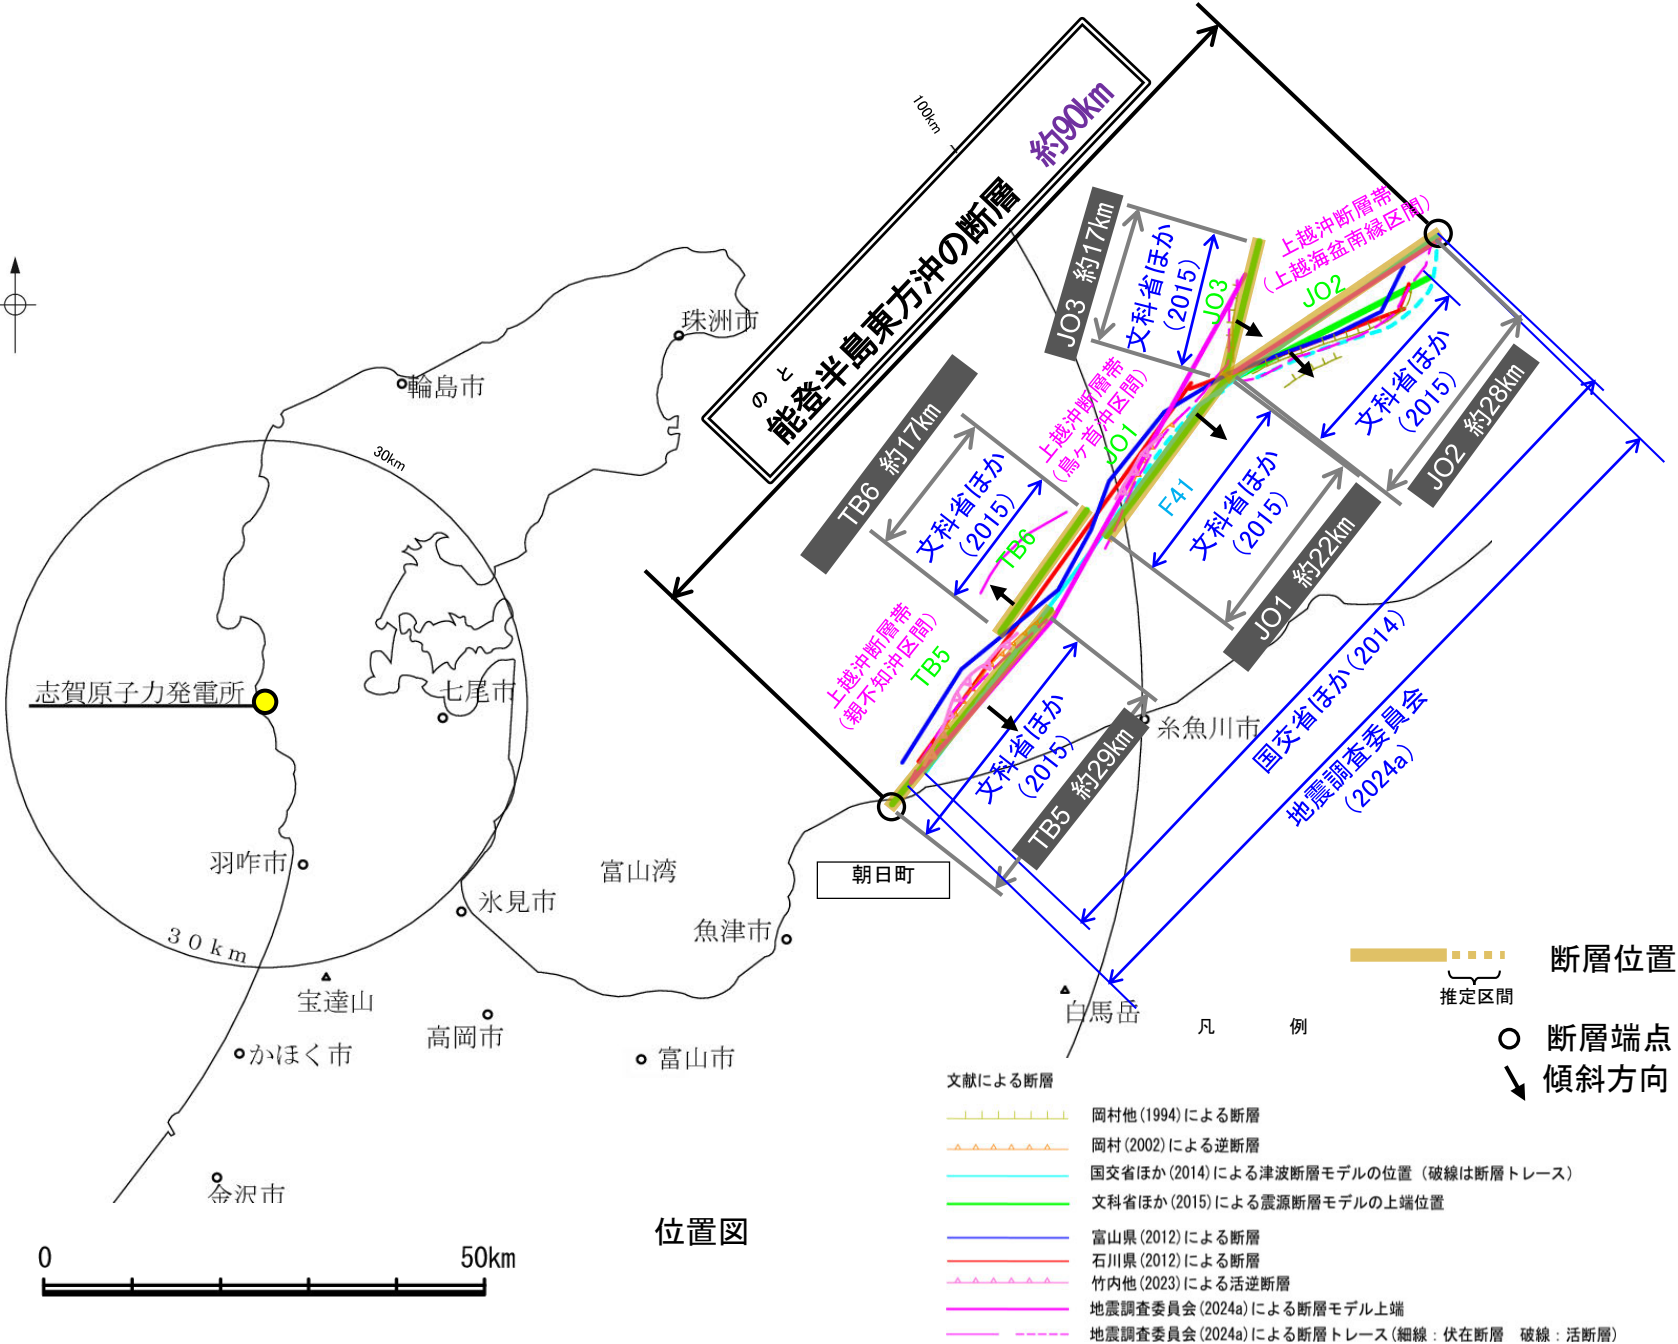 100km
のと
能登半島東方沖の断層 約90km
JO3 約17km
文科省ほか
(2015)
JO3
上越沖断層帯
(上越海盆南縁区間)
JO2
文科省ほか
(2015)
JO2 約28km
上越沖断層帯
(鳥ヶ首沖区間)
JO1
F41
文科省ほか
(2015)
JO1 約22km
TB6 約17km
文科省ほか
(2015)
TB6
上越沖断層帯
(親不知沖区間)
TB5
文科省ほか
(2015)
TB5 約29km
国交省ほか(2014)
地震調査委員会
(2024a)
珠洲市
輪島市
30km
志賀原子力発電所
七尾市
糸魚川市
羽咋市
富山湾
朝日町
氷見市
魚津市
30km
宝達山
高岡市
白馬岳
かほく市
富山市
金沢市
位置図
0 50km
断層位置
推定区間
凡 例
断層端点
傾斜方向
文献による断層
岡村他(1994)による断層
岡村(2002)による逆断層
国交省ほか(2014)による津波断層モデルの位置(破線は断層トレース)
文科省ほか(2015)による震源断層モデルの上端位置
富山県(2012)による断層
石川県(2012)による断層
竹内他(2023)による活逆断層
地震調査委員会(2024a)による断層モデル上端
地震調査委員会(2024a)による断層トレース(細線:伏在断層 破線:活断層)